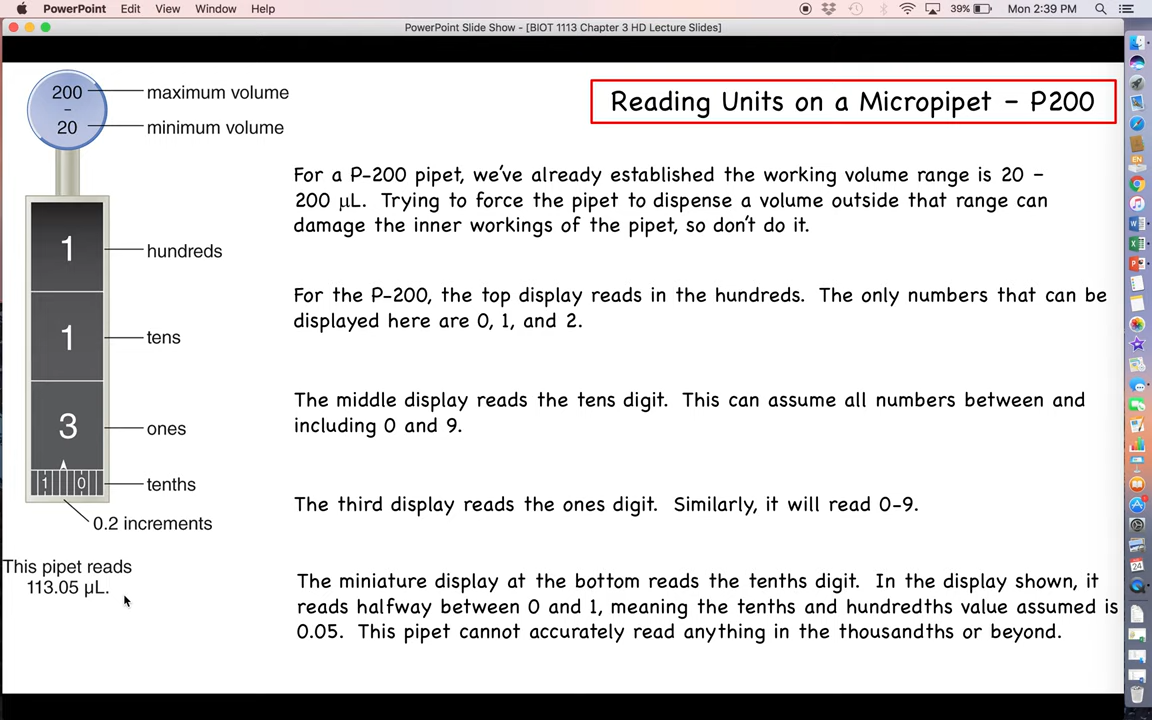 PowerPoint Edit View Window Help 39% Mon 2:39 PM
PowerPoint Slide Show - [BIOT 1113 Chapter 3 HD Lecture Slides]
200
–
20
maximum volume
minimum volume
Reading Units on a Micropipet – P200
For a P-200 pipet, we've already established the working volume range is 20 –
200 µL. Trying to force the pipet to dispense a volume outside that range can
damage the inner workings of the pipet, so don't do it.
1
hundreds
For the P-200, the top display reads in the hundreds. The only numbers that can be
displayed here are 0, 1, and 2.
1
tens
The middle display reads the tens digit. This can assume all numbers between and
including 0 and 9.
3
ones
1 0
tenths
0.2 increments
The third display reads the ones digit. Similarly, it will read 0-9.
This pipet reads
113.05 µL.
The miniature display at the bottom reads the tenths digit. In the display shown, it
reads halfway between 0 and 1, meaning the tenths and hundredths value assumed is
0.05. This pipet cannot accurately read anything in the thousandths or beyond.